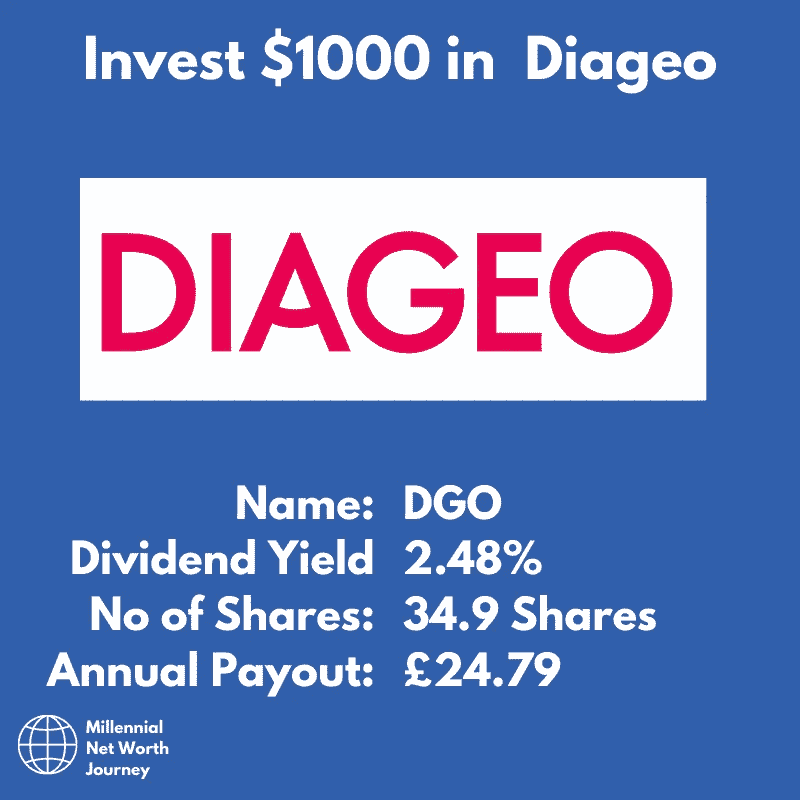 Invest $1000 in Diageo
DIAGEO
Name: DGO
Dividend Yield 2.48%
No of Shares: 34.9 Shares
Annual Payout: £24.79
Millennial
Net Worth
Journey